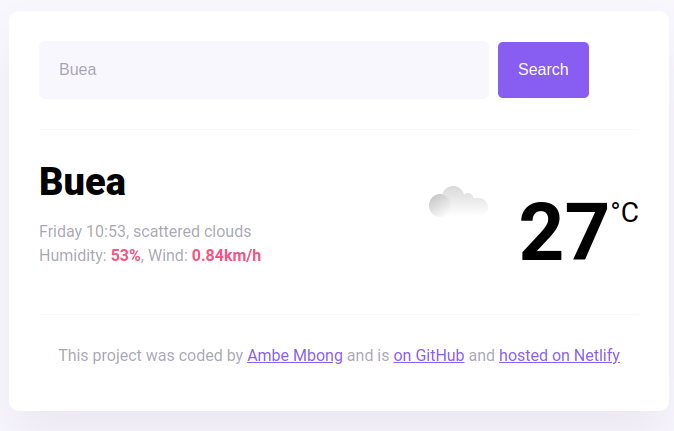 Buea
Search
Buea
Friday 10:53, scattered clouds
Humidity: 53%, Wind: 0.84km/h
27°C
This project was coded by Ambe Mbong and is on GitHub and hosted on Netlify